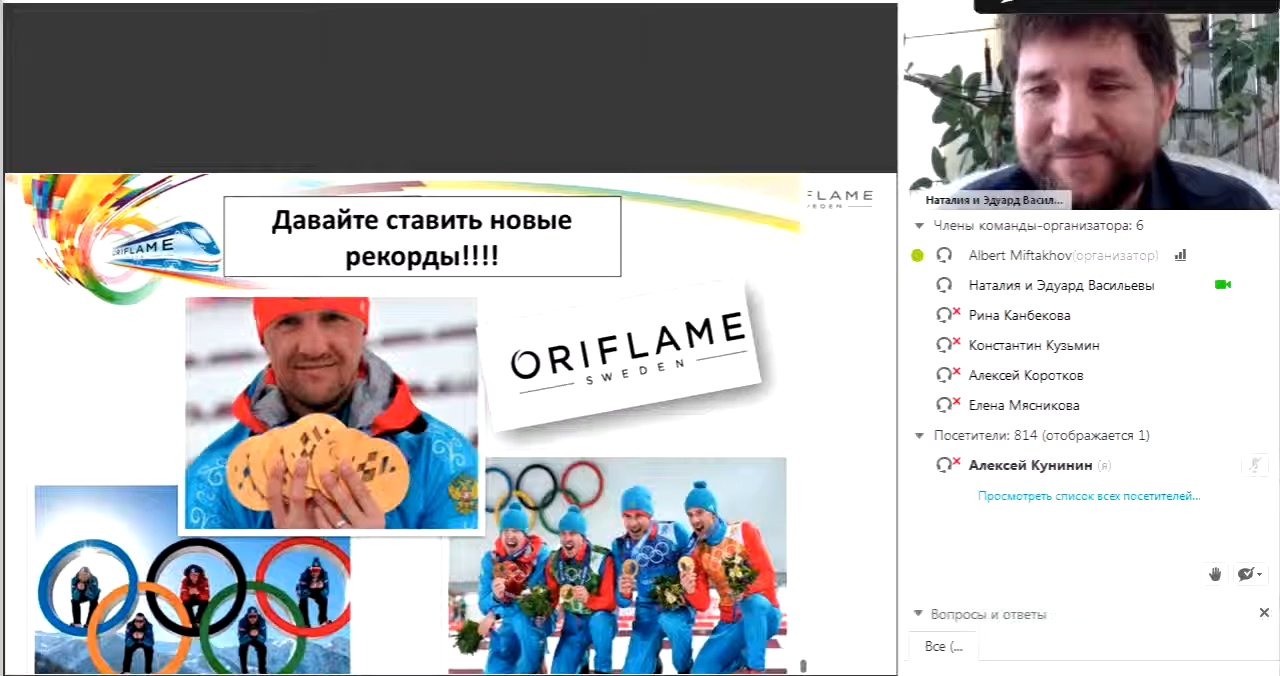 Давайте ставить новые
рекорды!!!!
ORIFLAME
FLAME
ORIFLAME
SWEDEN
Наталия и Эдуард Васил...
Члены команды-организатора: 6
Albert Miftakhov(организатор)
Наталия и Эдуард Васильевы
Рина Канбекова
Константин Кузьмин
Алексей Коротков
Елена Мясникова
Посетители: 814 (отображается 1)
Алексей Кунинин (я)
Просмотреть список всех посетителей...
Вопросы и ответы
Все (...